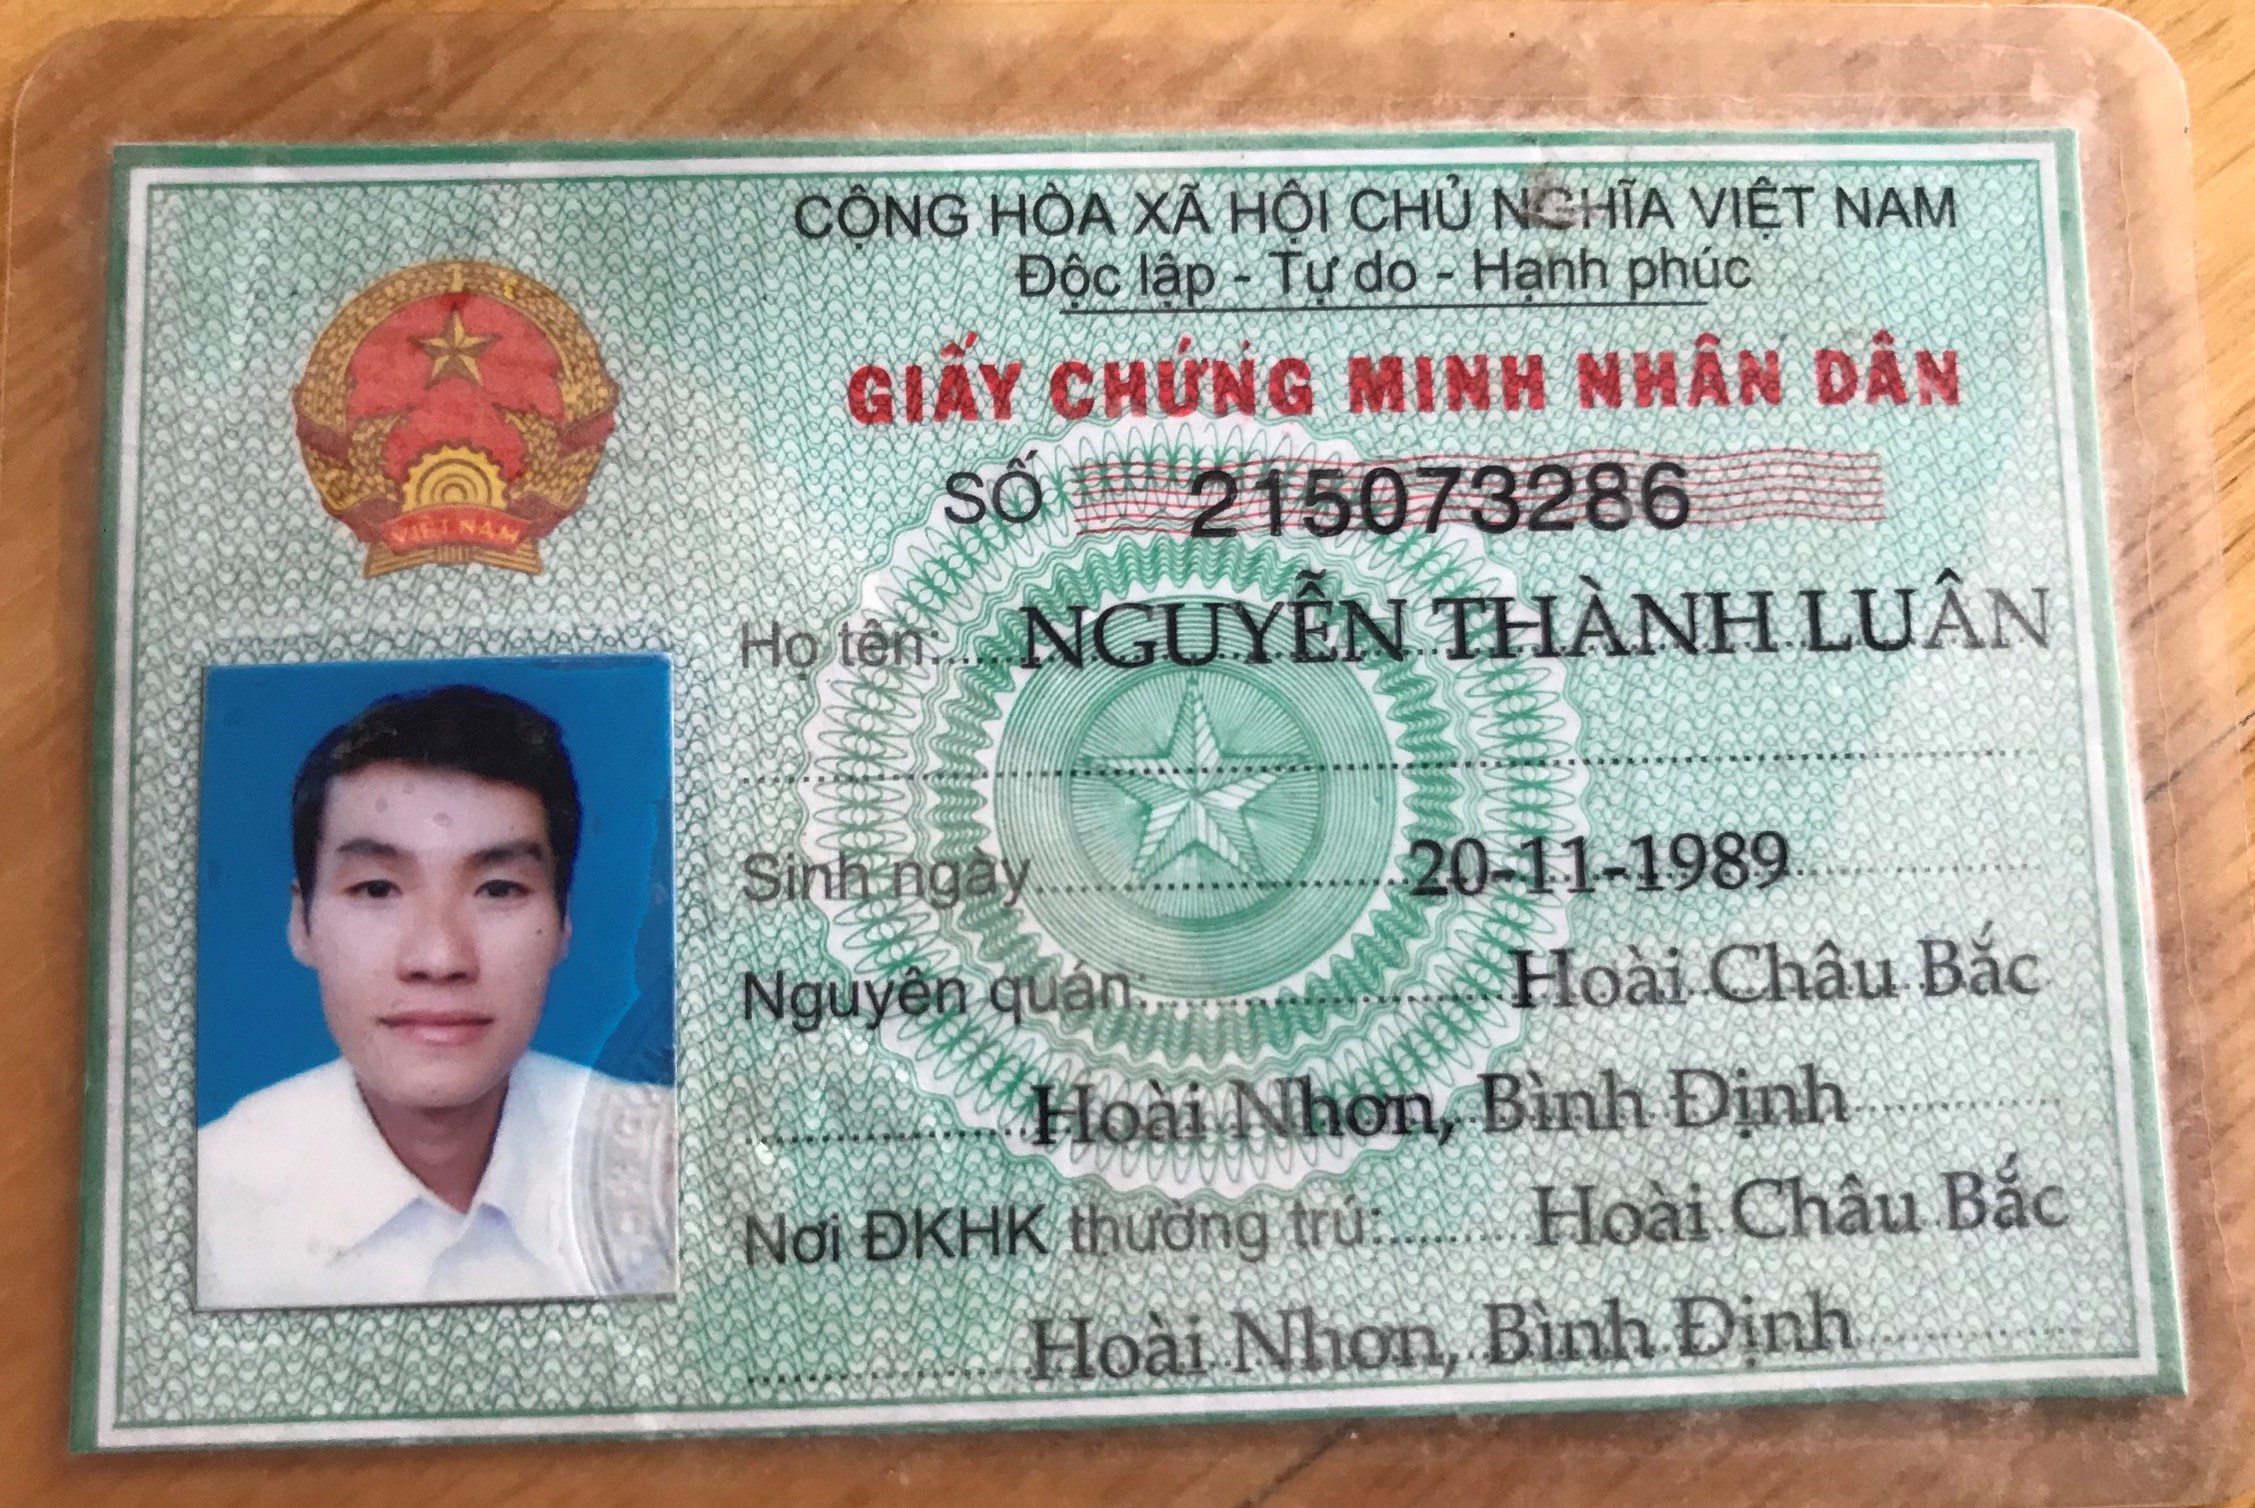 CỘNG HÒA XÃ HỘI CHỦ NGHĨA VIỆT NAM
Độc lập - Tự do - Hạnh phúc
GIẤY CHỨNG MINH NHÂN DÂN
SỐ 215073286
VIỆT NAM
Họ tên: NGUYỄN THÀNH LUÂN
Sinh ngày 20-11-1989
Nguyên quán Hoài Châu Bắc
Hoài Nhơn, Bình Định
Nơi ĐKHK thường trú: Hoài Châu Bắc
Hoài Nhơn, Bình Định